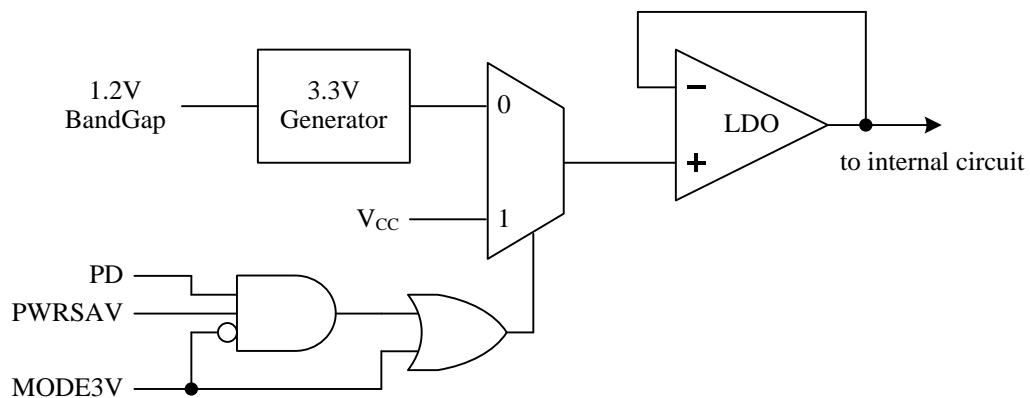 1.2V
BandGap
3.3V
Generator
0
LDO
to internal circuit
VCC
1
PD
PWRSAV
MODE3V